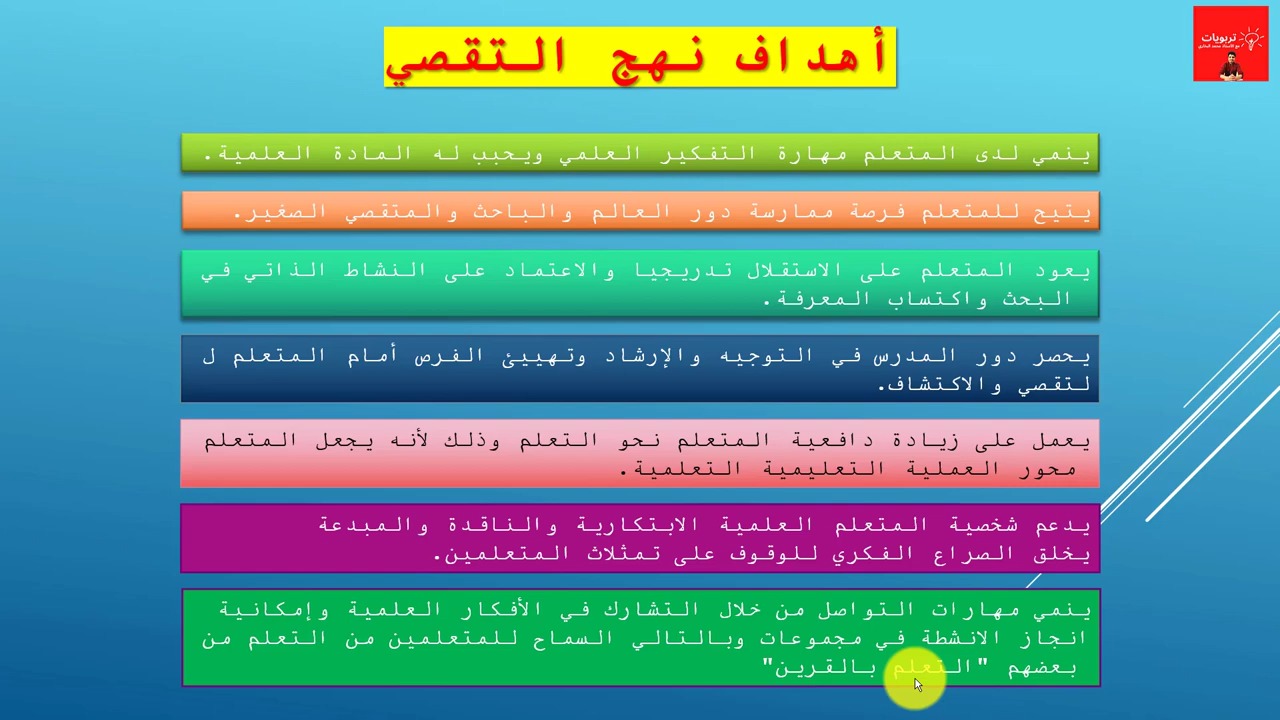 أهداف نهج التقصي
تربويات
مع الأستاذ محمد البحتري
ينمي لدى المتعلم مهارة التفكير العلمي ويحبب له المادة العلمية.
يتيح للمتعلم فرصة ممارسة دور العالم والباحث والمتقصي الصغير.
يعود المتعلم على الاستقلال تدريجيا والاعتماد على النشاط الذاتي في
البحث واكتساب المعرفة.
يحصر دور المدرس في التوجيه والإرشاد وتهييئ الفرص أمام المتعلم ل
لتقصي والاكتشاف.
يعمل على زيادة دافعية المتعلم نحو التعلم وذلك لأنه يجعل المتعلم
محور العملية التعليمية التعلمية.
يدعم شخصية المتعلم العلمية الابتكارية والناقدة والمبدعة
يخلق الصراع الفكري للوقوف على تمثلاث المتعلمين.
ينمي مهارات التواصل من خلال التشارك في الأفكار العلمية وإمكانية
انجاز الانشطة في مجموعات وبالتالي السماح للمتعلمين من التعلم من
بعضهم "التعلم بالقرين"